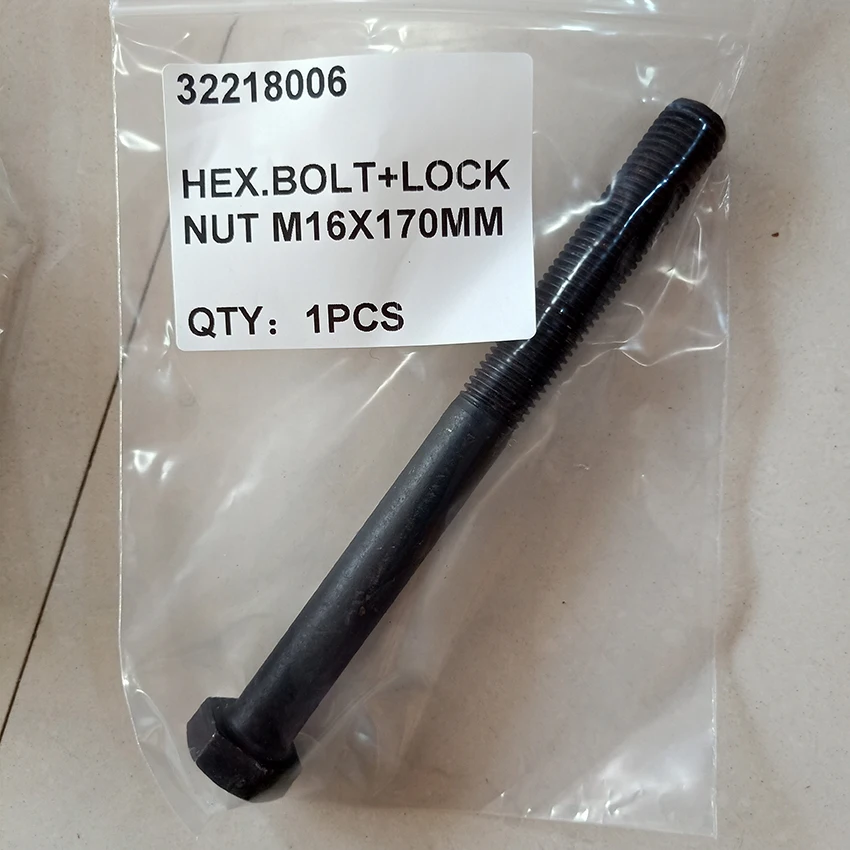 32218006
HEX.BOLT+LOCK
NUT M16X170MM
QTY：1PCS